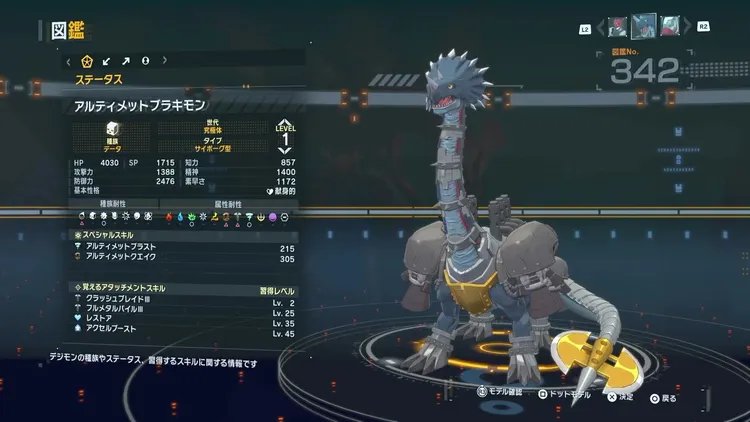 図鑑
L2
R2
図鑑No.
342
ステータス
アルティメットブラキモン
種族
データ
世代
究極体
タイプ
サイボーグ型
LEVEL
1
HP 4030 SP 1715 知力 857
攻撃力 1388 精神 1400
防御力 2476 素早さ 1172
基本性格 献身的
種族耐性 属性耐性
スペシャルスキル
アルティメットブラスト 215
アルティメットクエイク 305
覚えるアタッチメントスキル 習得レベル
クラッシュブレイドIII Lv. 2
フルメタルパイルII Lv. 25
レストア Lv. 35
アクセルブースト Lv. 45
デジモンの種族やステータス、習得するスキルに関する情報です
R3 モデル確認 ドットモデル 決定 戻る